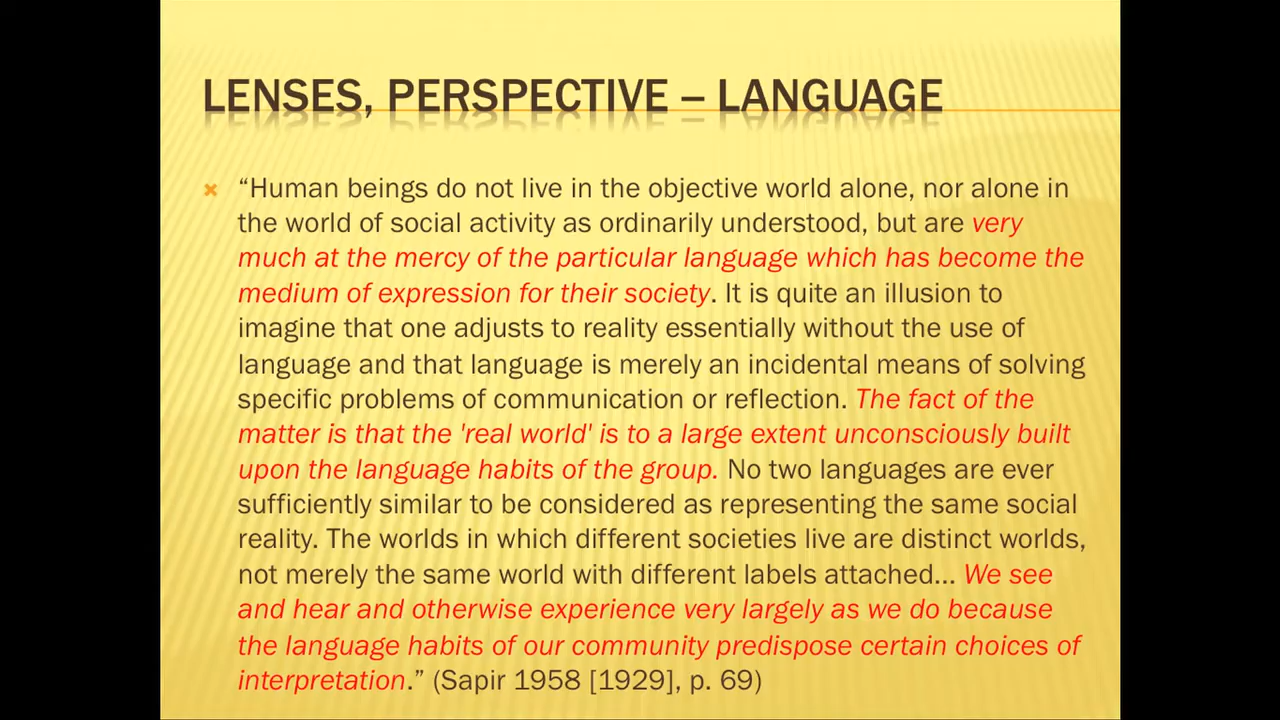 LENSES, PERSPECTIVE – LANGUAGE
“Human beings do not live in the objective world alone, nor alone in
the world of social activity as ordinarily understood, but are very
much at the mercy of the particular language which has become the
medium of expression for their society. It is quite an illusion to
imagine that one adjusts to reality essentially without the use of
language and that language is merely an incidental means of solving
specific problems of communication or reflection. The fact of the
matter is that the 'real world' is to a large extent unconsciously built
upon the language habits of the group. No two languages are ever
sufficiently similar to be considered as representing the same social
reality. The worlds in which different societies live are distinct worlds,
not merely the same world with different labels attached... We see
and hear and otherwise experience very largely as we do because
the language habits of our community predispose certain choices of
interpretation.” (Sapir 1958 [1929], p. 69)